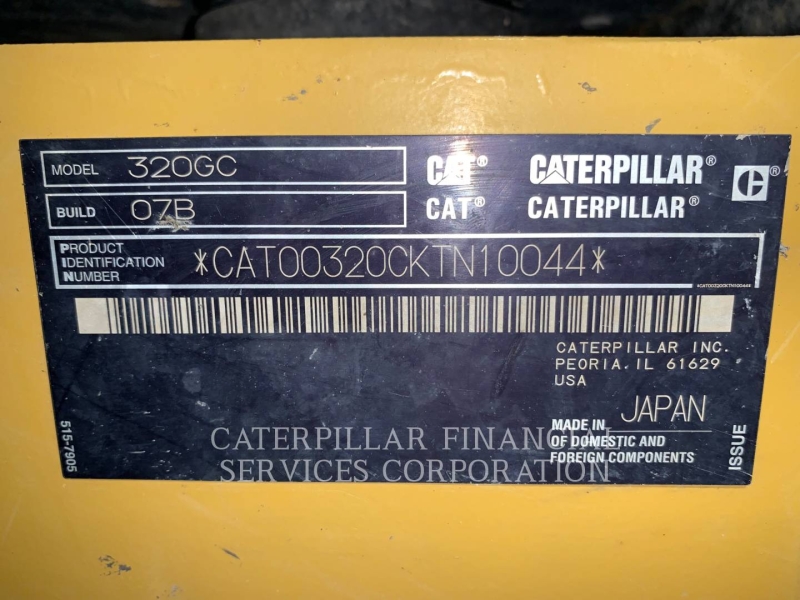 MODEL 320GC
CAT® CATERPILLAR®
BUILD 07B
CAT® CATERPILLAR®
C
®
PRODUCT
IDENTIFICATION
NUMBER
*CAT00320CKTN10044*
*CAT00320CKTN10044*
CATERPILLAR INC.
PEORIA. IL 61629
USA
MADE IN JAPAN
OF DOMESTIC AND
FOREIGN COMPONENTS
515-7905
ISSUE
CATERPILLAR FINANCIAL
SERVICES CORPORATION